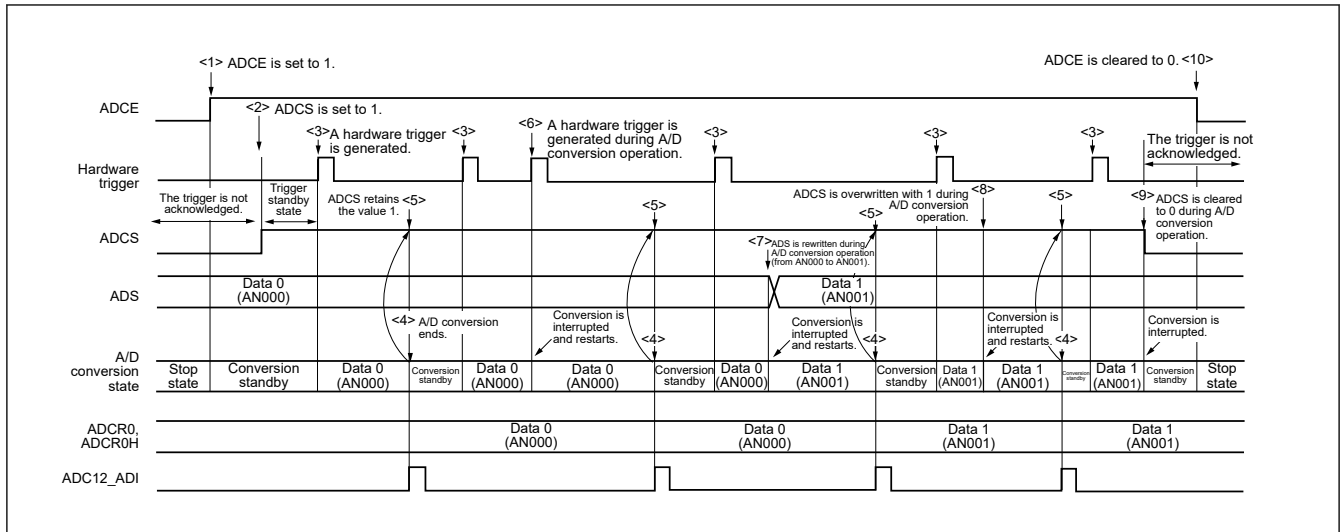 <1> ADCE is set to 1.
ADCE is cleared to 0. <10>
ADCE
<2> ADCS is set to 1.
<3> A hardware trigger
is generated.
<3>
<6> A hardware trigger is
generated during A/D
conversion operation.
<3>
<3>
<3>
The trigger is not
acknowledged.
Hardware
trigger
The trigger is not
acknowledged.
Trigger
standby
state
ADCS retains
the value 1.
<5>
<5>
ADCS is overwritten with 1 during
A/D conversion
operation.
<8>
<5>
<5>
<9> ADCS is cleared
to 0 during A/D
conversion
operation.
ADCS
<7> ADS is rewritten during
A/D conversion operation
(from AN000 to AN001).
ADS
Data 0
(AN000)
Data 1
(AN001)
<4> A/D conversion
ends.
Conversion is
interrupted
and restarts.
<4>
Conversion is
interrupted
and restarts.
<4>
Conversion is
interrupted
and restarts.
<4>
Conversion is
interrupted.
A/D
conversion
state
Stop
state
Conversion
standby
Data 0
(AN000)
Conversion
standby
Data 0
(AN000)
Data 0
(AN000)
Conversion
standby
Data 0
(AN000)
Data 1
(AN001)
Conversion
standby
Data 1
(AN001)
Data 1
(AN001)
Conversion
standby
Data 1
(AN001)
Conversion
standby
Stop
state
ADCR0,
ADCR0H
Data 0
(AN000)
Data 0
(AN000)
Data 1
(AN001)
Data 1
(AN001)
ADC12_ADI